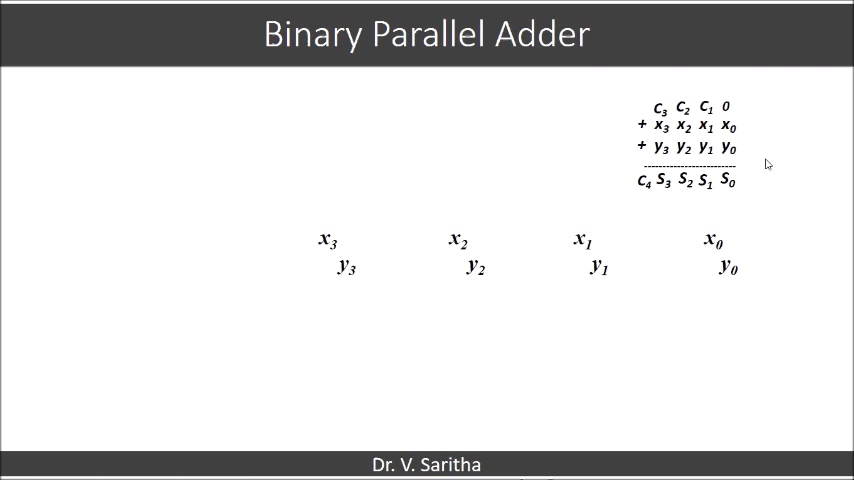 Binary Parallel Adder
C3 C2 C1 0
+ x3 x2 x1 x0
+ y3 y2 y1 y0
------------------------
C4 S3 S2 S1 S0
x3 x2 x1 x0
y3 y2 y1 y0
Dr. V. Saritha